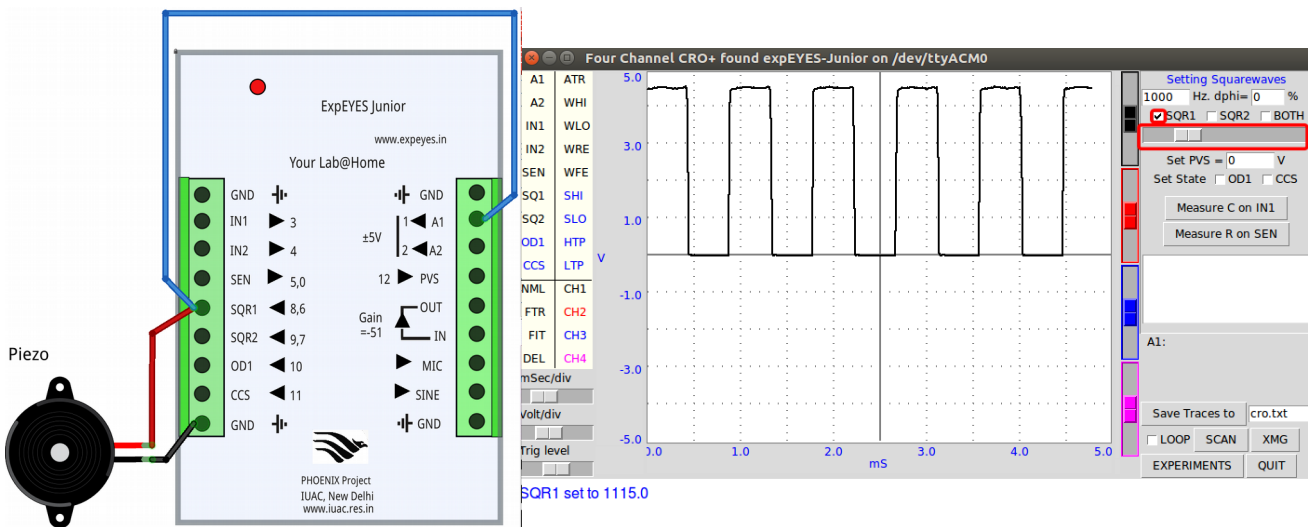 Piezo
ExpEYES Junior
www.expeyes.in
Your Lab@Home
GND
IN1 3
IN2 4
SEN 5,0
SQR1 8,6
SQR2 9,7
OD1 10
CCS 11
GND
GND
1 A1
±5V
2 A2
12 PVS
OUT
Gain
=-51
IN
MIC
SINE
GND
PHOENIX Project
IUAC, New Delhi
www.iuac.res.in
Four Channel CRO+ found expEYES-Junior on /dev/ttyACM0
A1 ATR
A2 WHI
IN1 WLO
IN2 WRE
SEN WFE
SQ1 SHI
SQ2 SLO
OD1 HTP
CCS LTP
NML CH1
FTR CH2
FIT CH3
DEL CH4
mSec/div
Volt/div
Trig level
5.0
3.0
1.0
V
-1.0
-3.0
-5.0
0.0 1.0 2.0 3.0 4.0 5.0
mS
Setting Squarewaves
1000 Hz. dphi= 0 %
SQR1 SQR2 BOTH
Set PVS = 0 V
Set State OD1 CCS
Measure C on IN1
Measure R on SEN
A1:
Save Traces to cro.txt
LOOP SCAN XMG
EXPERIMENTS QUIT
SQR1 set to 1115.0